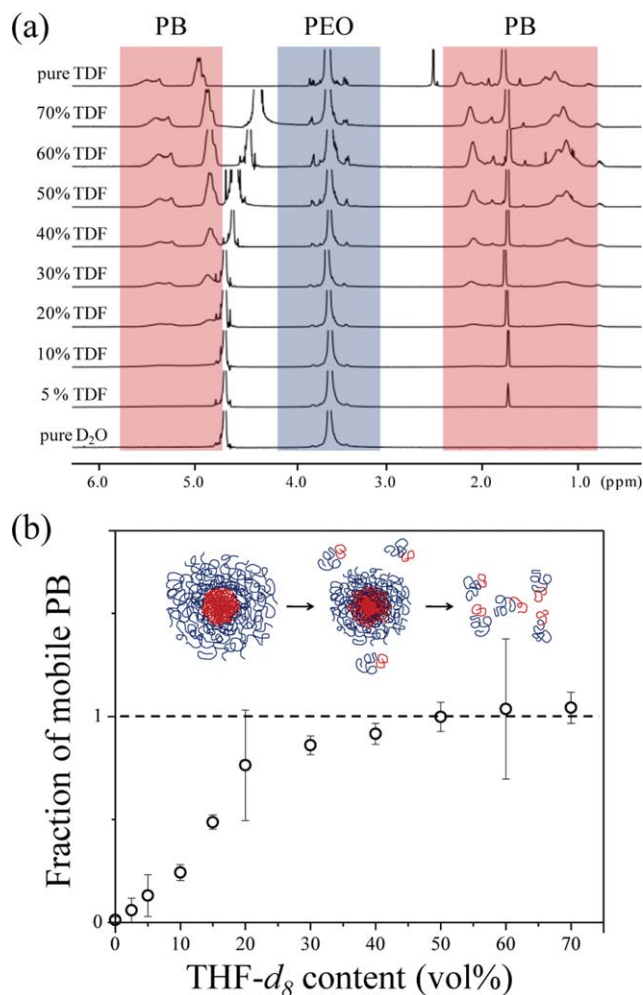 (a)
PB PEO PB
pure TDF
70% TDF
60% TDF
50% TDF
40% TDF
30% TDF
20% TDF
10% TDF
5 % TDF
pure D₂O
6.0 5.0 4.0 3.0 2.0 1.0 (ppm)
(b)
Fraction of mobile PB
1
0
0 10 20 30 40 50 60 70
THF-d₈ content (vol%)